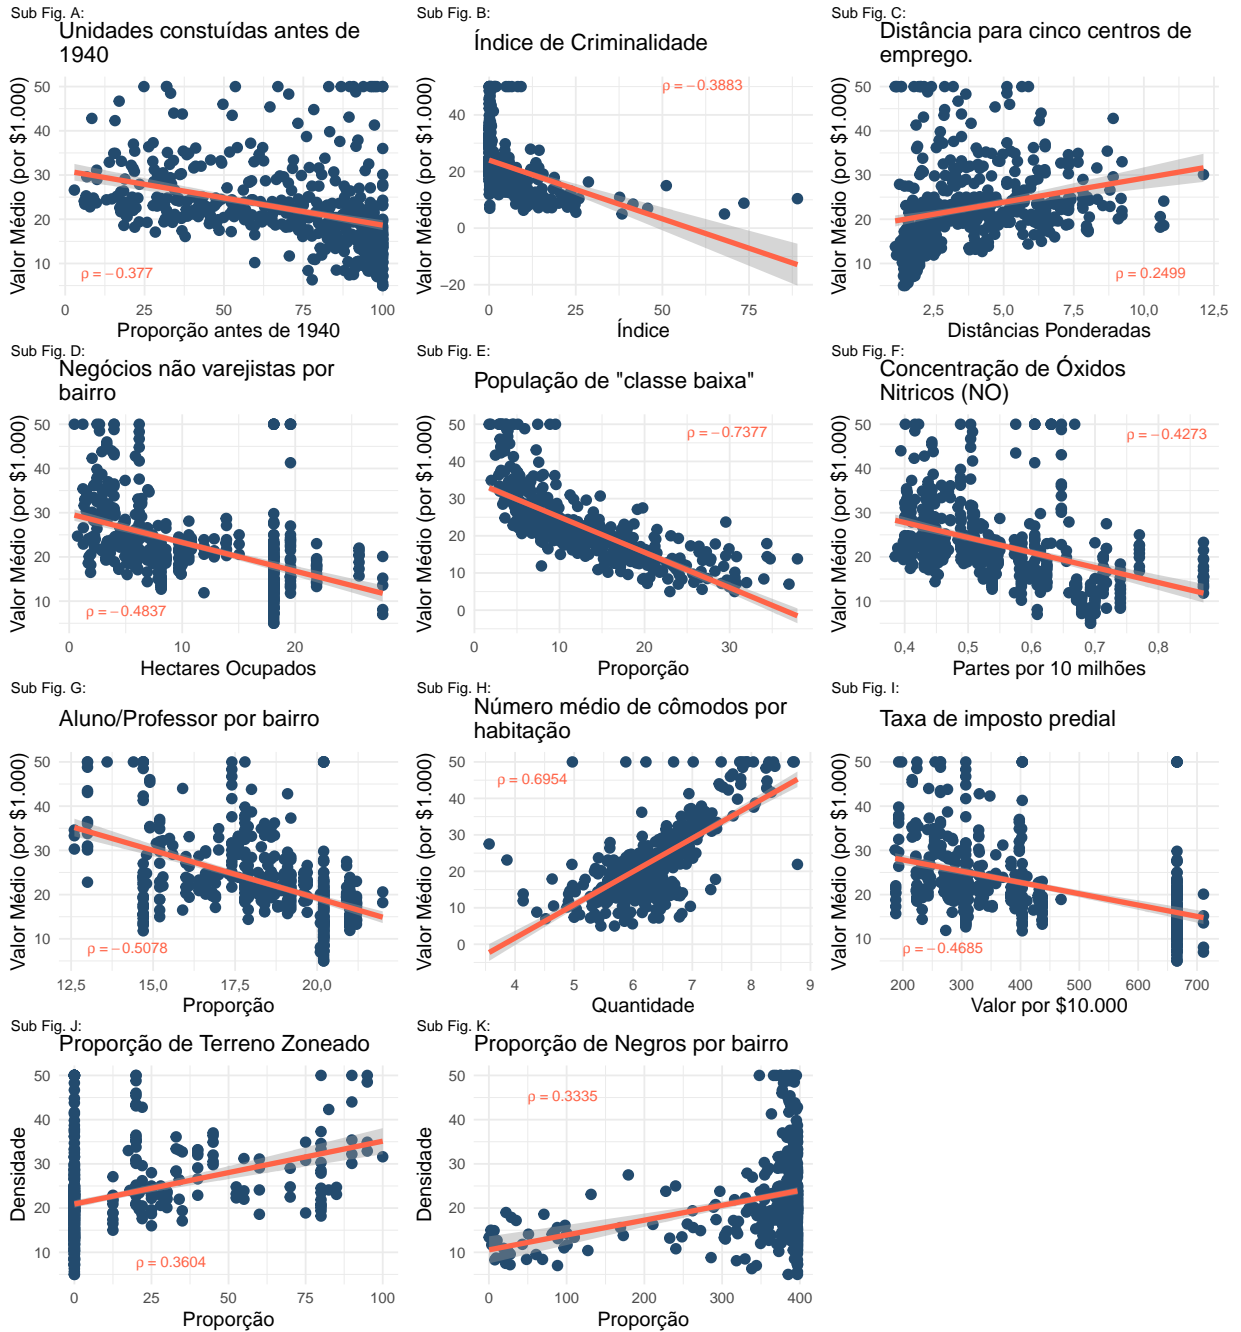 Sub Fig. A:
Unidades constuídas antes de
1940
Valor Médio (por $1.000)
50
40
30
20
10
ρ = −0.377
0
25
50
75
100
Proporção antes de 1940
Sub Fig. B:
Índice de Criminalidade
Valor Médio (por $1.000)
40
20
0
−20
ρ = −0.3883
0
25
50
75
Índice
Sub Fig. C:
Distância para cinco centros de
emprego.
Valor Médio (por $1.000)
50
40
30
20
10
ρ = 0.2499
2,5
5,0
7,5
10,0
12,5
Distâncias Ponderadas
Sub Fig. D:
Negócios não varejistas por
bairro
Valor Médio (por $1.000)
50
40
30
20
10
ρ = −0.4837
0
10
20
Hectares Ocupados
Sub Fig. E:
População de "classe baixa"
Valor Médio (por $1.000)
50
40
30
20
10
0
ρ = −0.7377
0
10
20
30
Proporção
Sub Fig. F:
Concentração de Óxidos
Nitricos (NO)
Valor Médio (por $1.000)
50
40
30
20
10
ρ = −0.4273
0,4
0,5
0,6
0,7
0,8
Partes por 10 milhões
Sub Fig. G:
Aluno/Professor por bairro
Valor Médio (por $1.000)
50
40
30
20
10
ρ = −0.5078
12,5
15,0
17,5
20,0
Proporção
Sub Fig. H:
Número médio de cômodos por
habitação
Valor Médio (por $1.000)
50
40
30
20
10
0
ρ = 0.6954
4
5
6
7
8
9
Quantidade
Sub Fig. I:
Taxa de imposto predial
Valor Médio (por $1.000)
50
40
30
20
10
ρ = −0.4685
200
300
400
500
600
700
Valor por $10.000
Sub Fig. J:
Proporção de Terreno Zoneado
Densidade
50
40
30
20
10
ρ = 0.3604
0
25
50
75
100
Proporção
Sub Fig. K:
Proporção de Negros por bairro
Densidade
50
40
30
20
10
ρ = 0.3335
0
100
200
300
400
Proporção